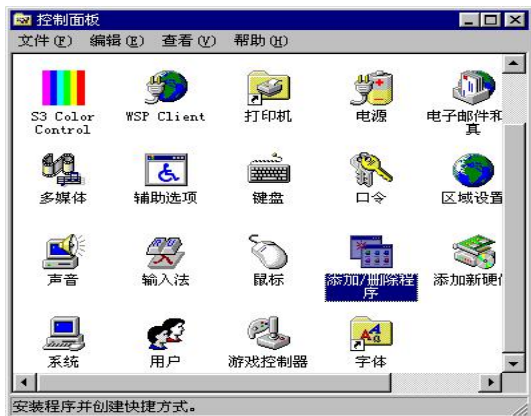 控制面板
文件(F) 编辑(E) 查看(V) 帮助(H)
S3 Color
Control
WSP Client
打印机
电源
电子邮件和
真
多媒体
辅助选项
键盘
口令
区域设置
声音
输入法
鼠标
添加/删除程
序
添加新硬件
系统
用户
游戏控制器
字体
安装程序并创建快捷方式。